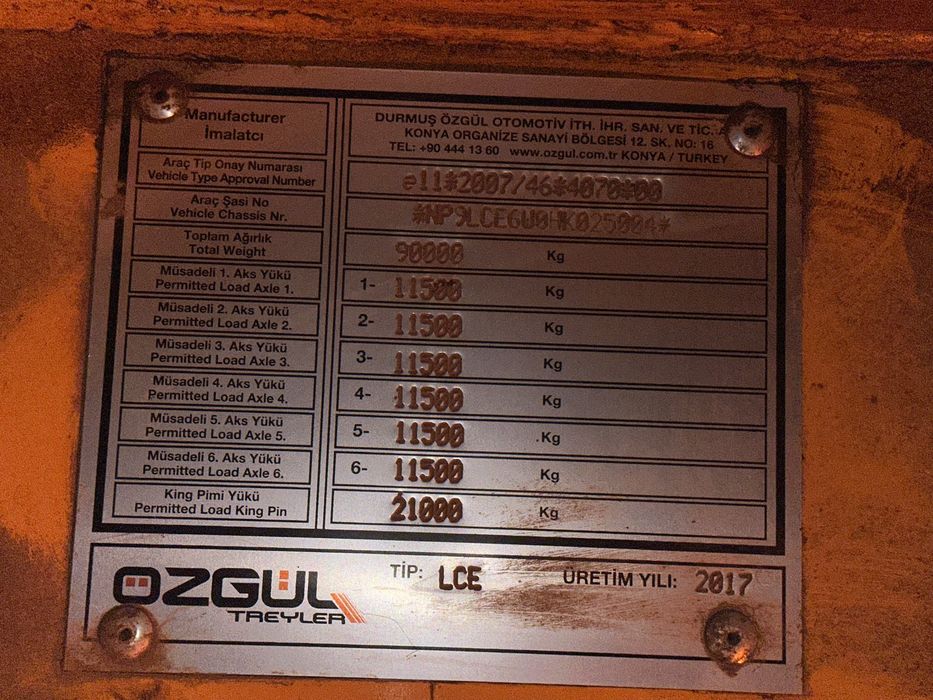 Manufacturer
İmalatcı
DURMUŞ ÖZGÜL OTOMOTİV İTH. İHR. SAN. VE TİC. A
KONYA ORGANİZE SANAYİ BÖLGESİ 12. SK. NO: 16
TEL: +90 444 13 60 www.ozgul.com.tr KONYA / TURKEY
Araç Tip Onay Numarası
Vehicle Type Approval Number
e11*2007/46*4070*00
Araç Şasi No
Vehicle Chassis Nr.
*NP9LCE6W0HK025004*
Toplam Ağırlık
Total Weight
90000 Kg
Müsadeli 1. Aks Yükü
Permitted Load Axle 1.
1- 11500 Kg
Müsadeli 2. Aks Yükü
Permitted Load Axle 2.
2- 11500 Kg
Müsadeli 3. Aks Yükü
Permitted Load Axle 3.
3- 11500 Kg
Müsadeli 4. Aks Yükü
Permitted Load Axle 4.
4- 11500 Kg
Müsadeli 5. Aks Yükü
Permitted Load Axle 5.
5- 11500 .Kg
Müsadeli 6. Aks Yükü
Permitted Load Axle 6.
6- 11500 Kg
King Pimi Yükü
Permitted Load King Pin
21000 Kg
ÖZGÜL
TREYLER
TİP: LCE ÜRETİM YILI: 2017